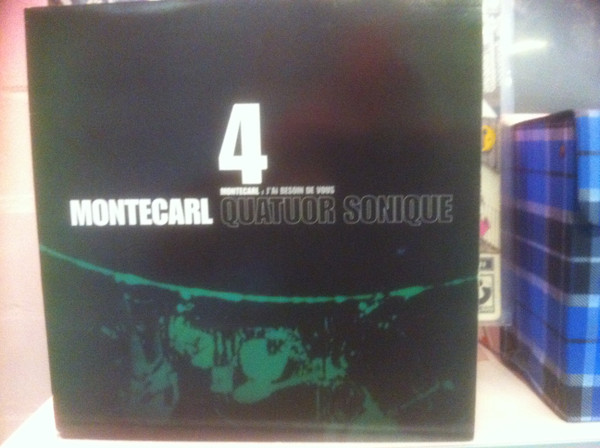 4
MONTECARL , J'AI BESOIN DE VOUS
MONTECARL QUATUOR SONIQUE